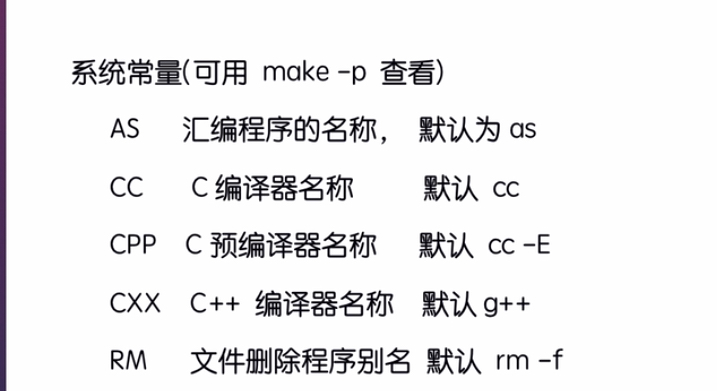 系统常量(可用 make -p 查看)
AS 汇编程序的名称， 默认为 as
CC C 编译器名称 默认 cc
CPP C 预编译器名称 默认 cc -E
CXX C++ 编译器名称 默认 g++
RM 文件删除程序别名 默认 rm -f